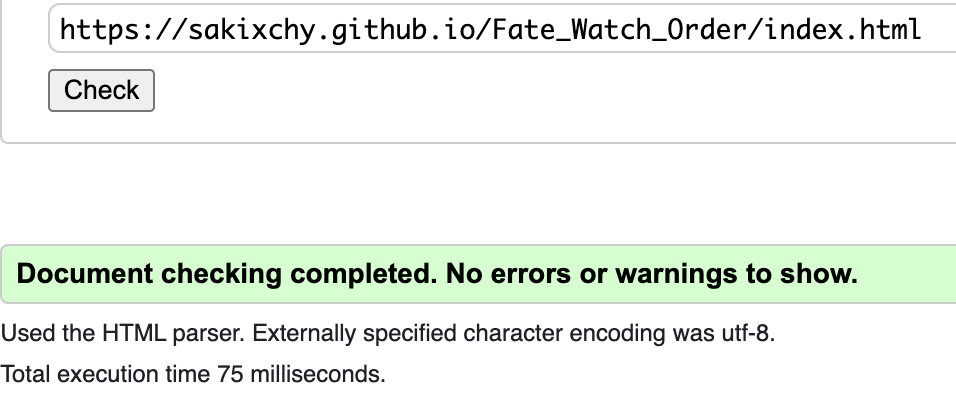 https://sakixchy.github.io/Fate_Watch_Order/index.html
Check
Document checking completed. No errors or warnings to show.
Used the HTML parser. Externally specified character encoding was utf-8.
Total execution time 75 milliseconds.